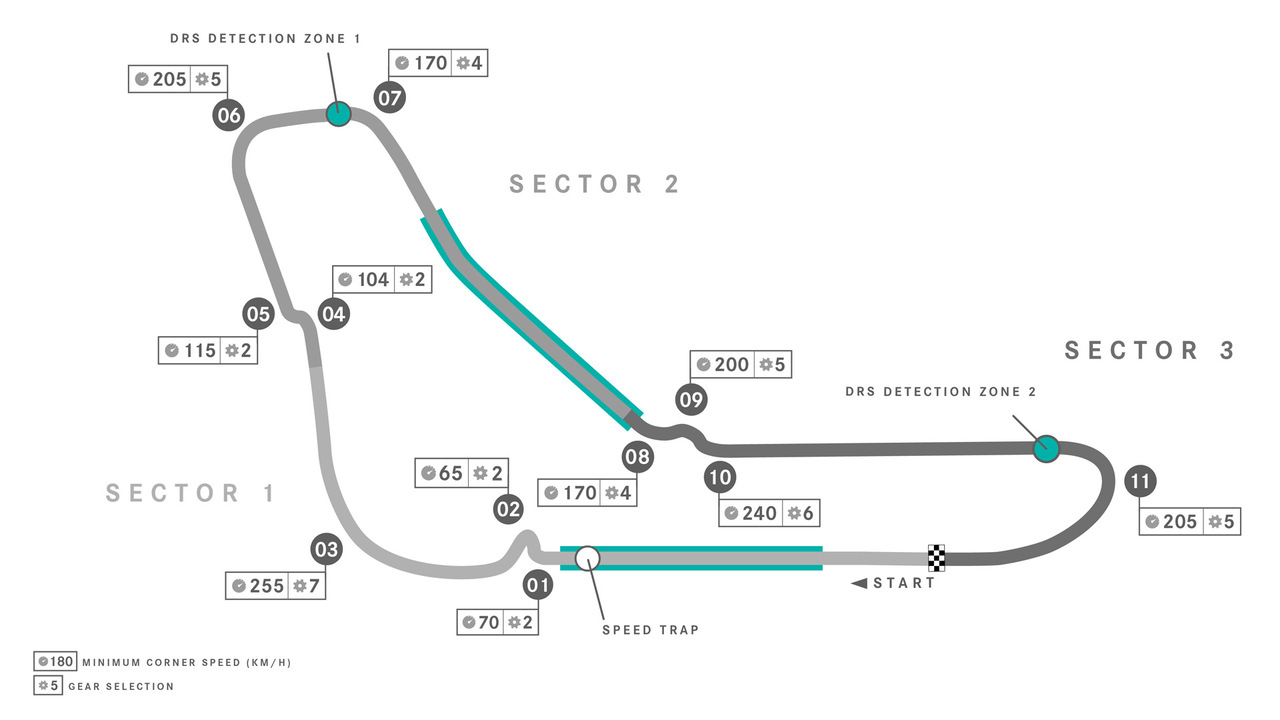 DRS DETECTION ZONE 1
170 4
205 5
07
06
SECTOR 2
104 2
05
04
115 2
SECTOR 3
200 5
DRS DETECTION ZONE 2
09
08
65 2
10
11
SECTOR 1
170 4
02
240 6
205 5
03
START
255 7
01
70 2
SPEED TRAP
180 MINIMUM CORNER SPEED (KM/H)
5 GEAR SELECTION